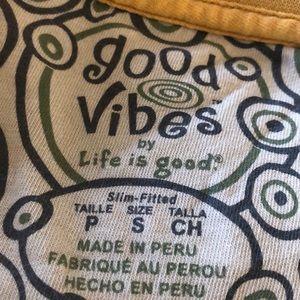 good
vibes™
by
Life is good®
Slim-Fitted
TAILLE SIZE TALLA
P S CH
MADE IN PERU
FABRIQUÉ AU PEROU
HECHO EN PERU